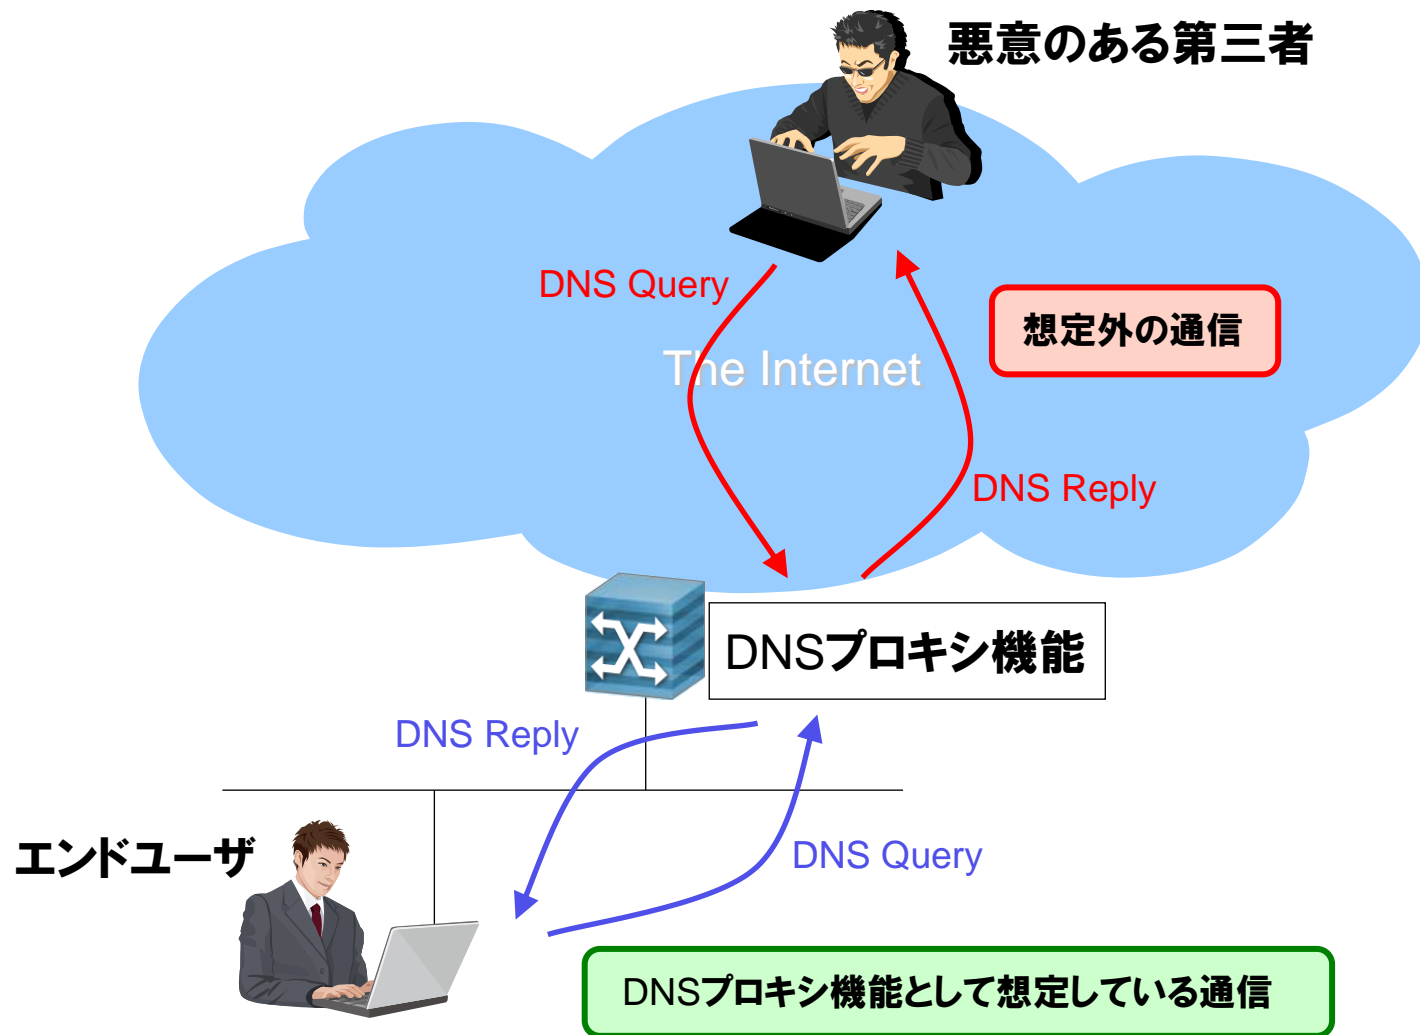 悪意のある第三者
DNS Query
想定外の通信
The Internet
DNS Reply
DNSプロキシ機能
DNS Reply
エンドユーザ
DNS Query
DNSプロキシ機能として想定している通信